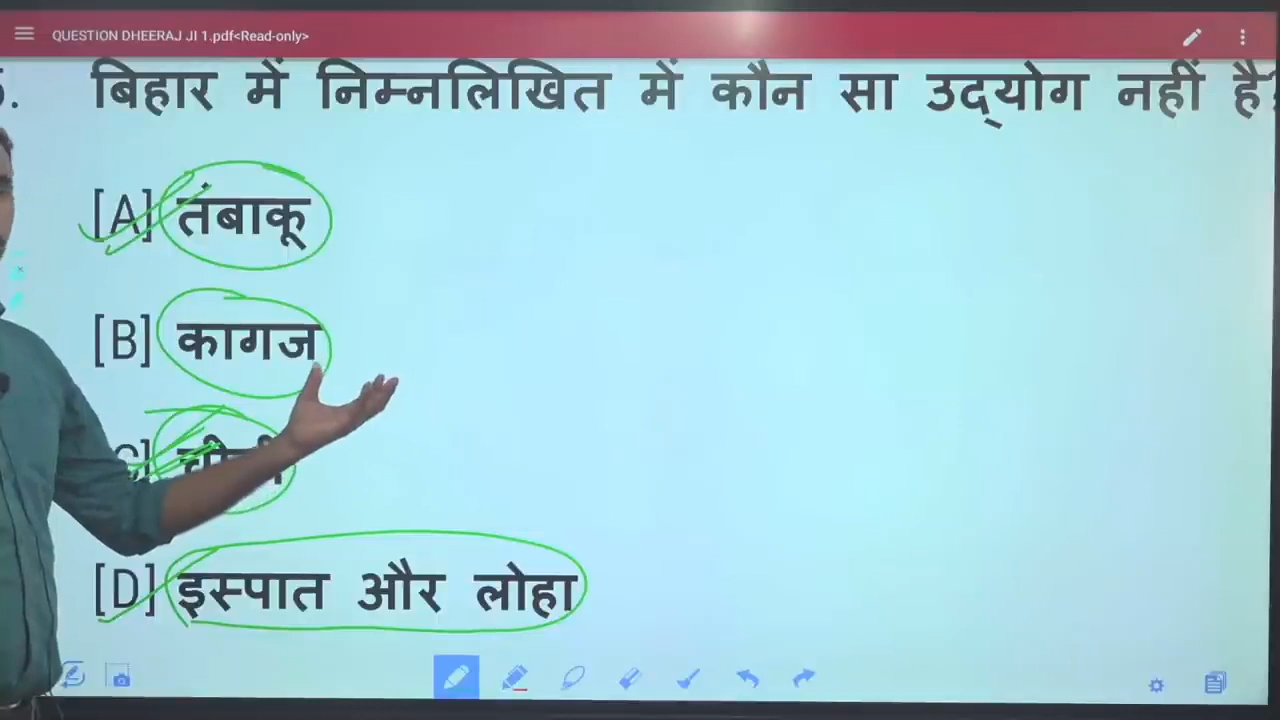 QUESTION DHEERAJ JI 1.pdf<Read-only>
बिहार में निम्नलिखित में कौन सा उद्योग नहीं है?
[A] तंबाकू
[B] कागज
[D] इस्पात और लोहा